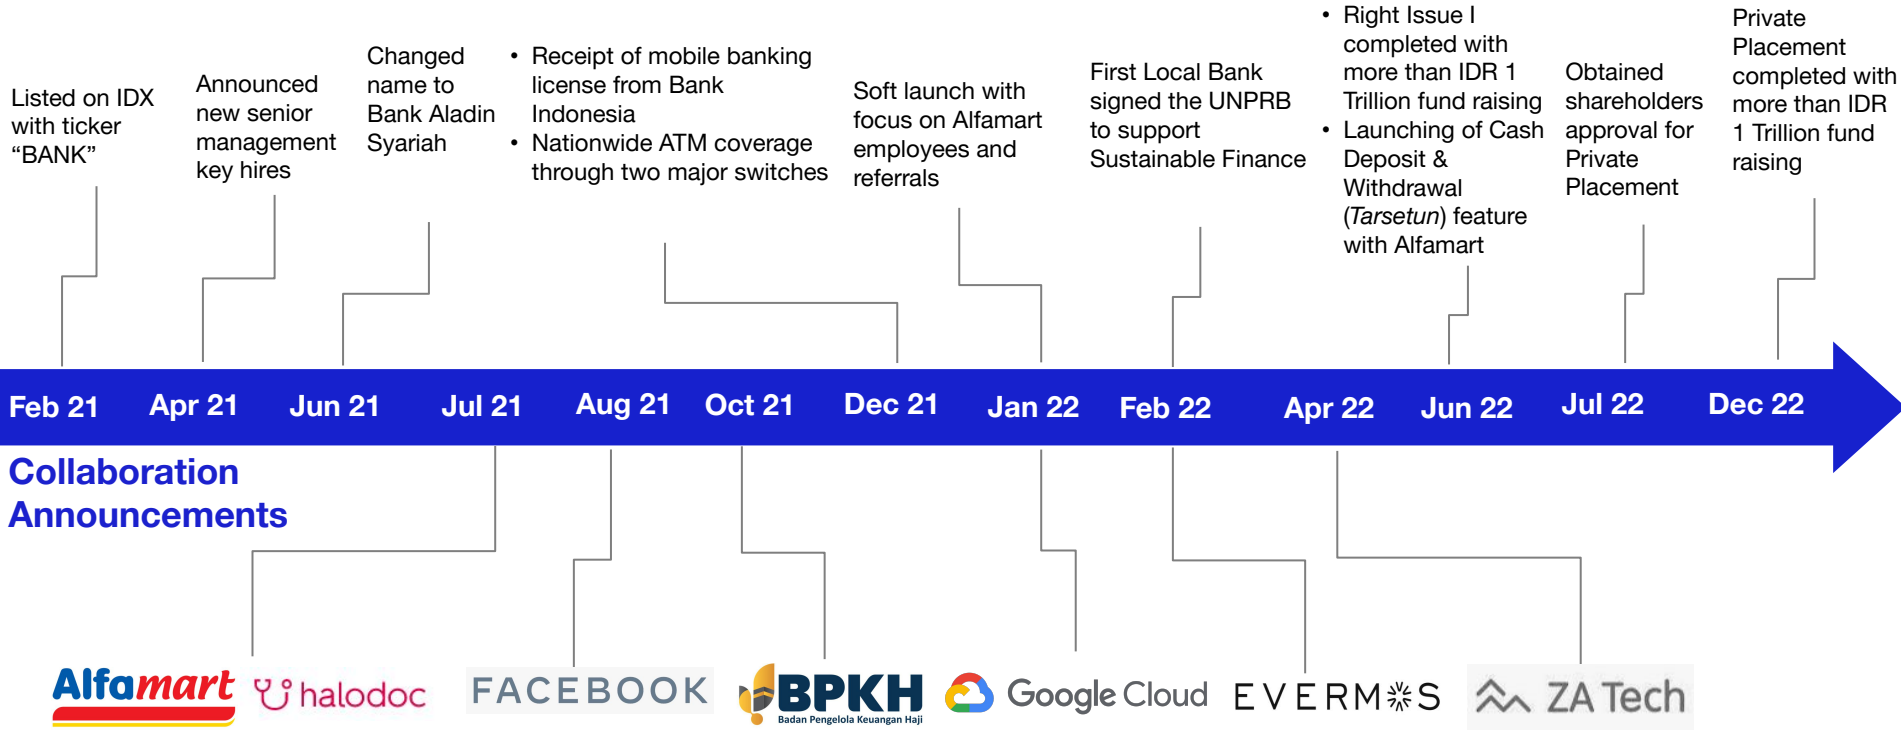 Listed on IDX
with ticker
“BANK”
Announced
new senior
management
key hires
Changed
name to
Bank Aladin
Syariah
• Receipt of mobile banking
license from Bank
Indonesia
• Nationwide ATM coverage
through two major switches
Soft launch with
focus on Alfamart
employees and
referrals
First Local Bank
signed the UNPRB
to support
Sustainable Finance
• Right Issue I
completed with
more than IDR 1
Trillion fund raising
• Launching of Cash
Deposit &
Withdrawal
(Tarsetun) feature
with Alfamart
Obtained
shareholders
approval for
Private
Placement
Private
Placement
completed with
more than IDR
1 Trillion fund
raising
Feb 21
Apr 21
Jun 21
Jul 21
Aug 21
Oct 21
Dec 21
Jan 22
Feb 22
Apr 22
Jun 22
Jul 22
Dec 22
Collaboration
Announcements
Alfamart
halodoc
FACEBOOK
BPKH
Badan Pengelola Keuangan Haji
Google Cloud
EVERMOS
ZA Tech